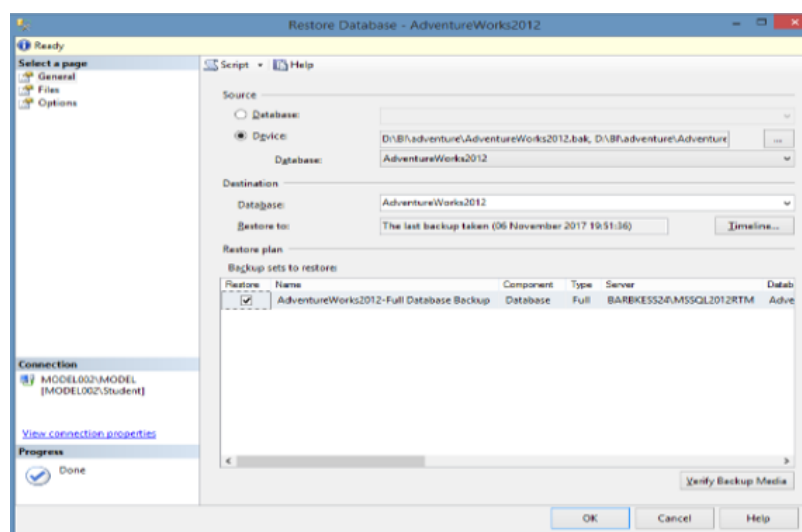 Restore Database - AdventureWorks2012
Ready
Select a page
General
Files
Options
Script
Help
Source
Database:
Device:
D:\BI\adventure\AdventureWorks2012.bak, D:\BI\adventure\Adventure
...
Database:
AdventureWorks2012
Destination
Database:
AdventureWorks2012
Restore to:
The last backup taken (06 November 2017 19:51:36)
Timeline...
Restore plan
Backup sets to restore:
Restore Name Component Type Server Datab
AdventureWorks2012-Full Database Backup Database Full BARBKESS24\MSSQL2012RTM Adve
Connection
MODEL002\MODEL
[MODEL002\Student]
View connection properties
Progress
Done
Verify Backup Media
OK Cancel Help